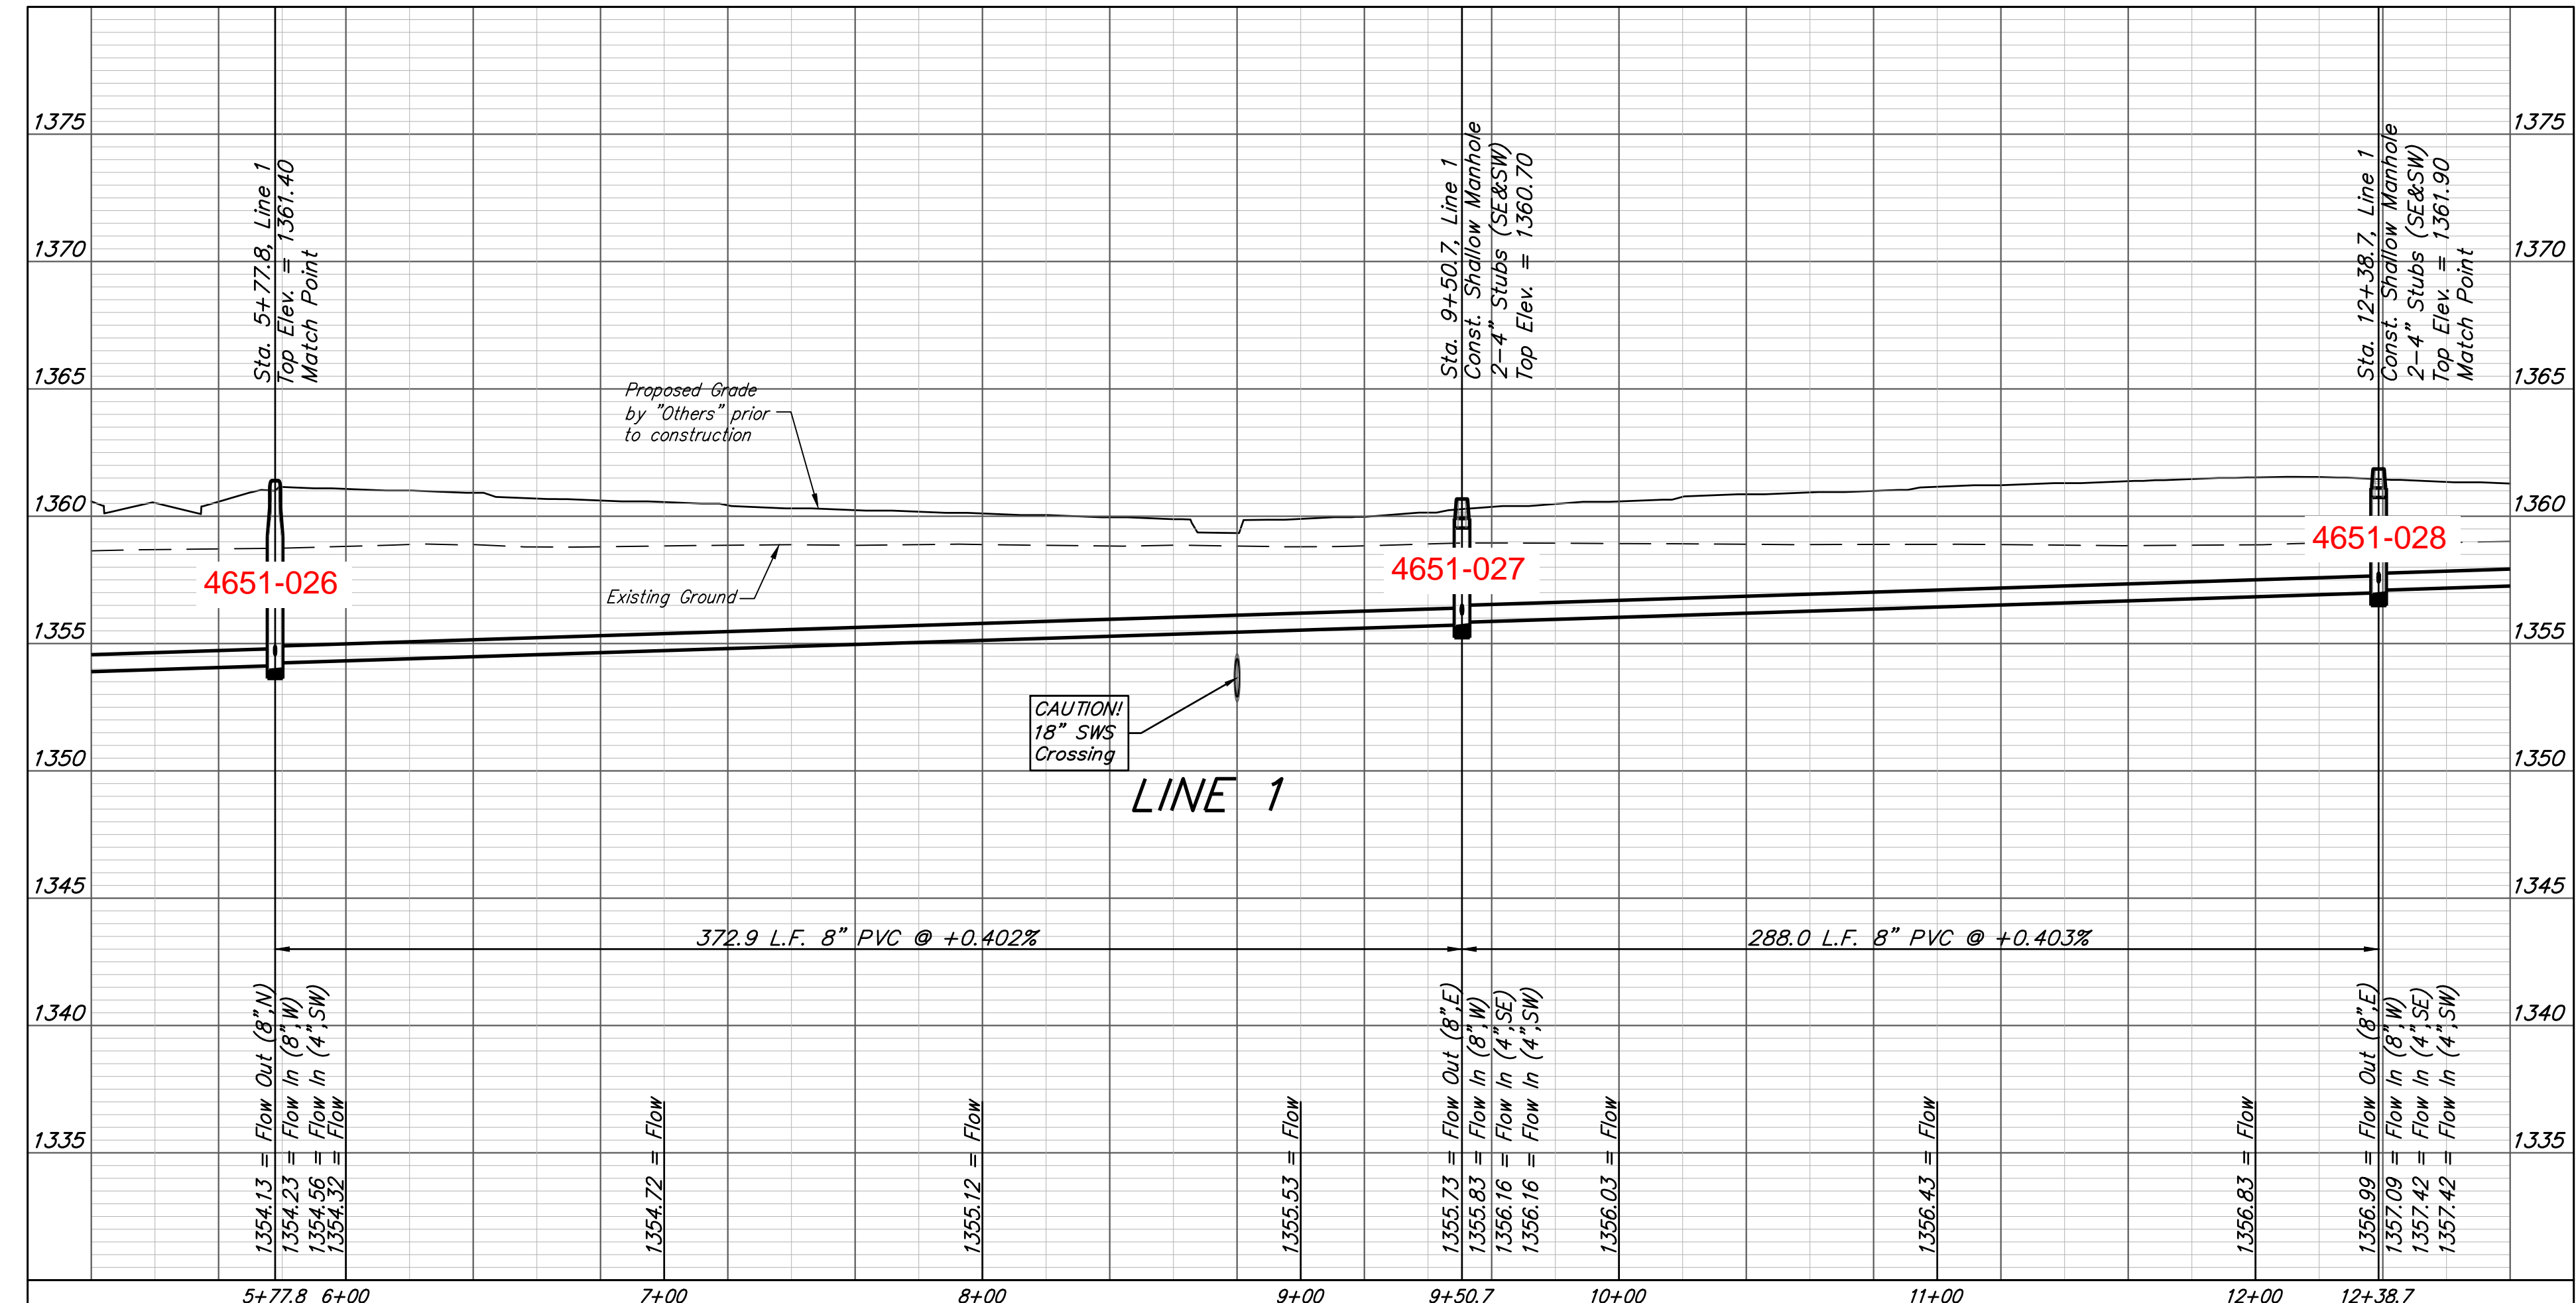 1375
1370
1365
1360
1355
1350
1345
1340
1335
1375
1370
1365
1360
1355
1350
1345
1340
1335
Sta. 5+77.8, Line 1
Top Elev. = 1361.40
Match Point
Sta. 9+50.7, Line 1
Const. Shallow Manhole
2-4" Stubs (SE&SW)
Top Elev. = 1360.70
Sta. 12+38.7, Line 1
Const. Shallow Manhole
2-4" Stubs (SE&SW)
Top Elev. = 1361.90
Match Point
Proposed Grade
by "Others" prior
to construction
Existing Ground
4651-026
4651-027
4651-028
CAUTION!
18" SWS
Crossing
LINE 1
372.9 L.F. 8" PVC @ +0.402%
288.0 L.F. 8" PVC @ +0.403%
1354.13 = Flow Out (8",N)
1354.23 = Flow In (8",W)
1354.56 = Flow In (4",SW)
1354.32 = Flow
1354.72 = Flow
1355.12 = Flow
1355.53 = Flow
1355.73 = Flow Out (8",E)
1355.83 = Flow In (8",W)
1356.16 = Flow In (4",SE)
1356.16 = Flow In (4",SW)
1356.03 = Flow
1356.43 = Flow
1356.83 = Flow
1356.99 = Flow Out (8",E)
1357.09 = Flow In (8",W)
1357.42 = Flow In (4",SE)
1357.42 = Flow In (4",SW)
5+77.8 6+00 7+00 8+00 9+00 9+50.7 10+00 11+00 12+00 12+38.7